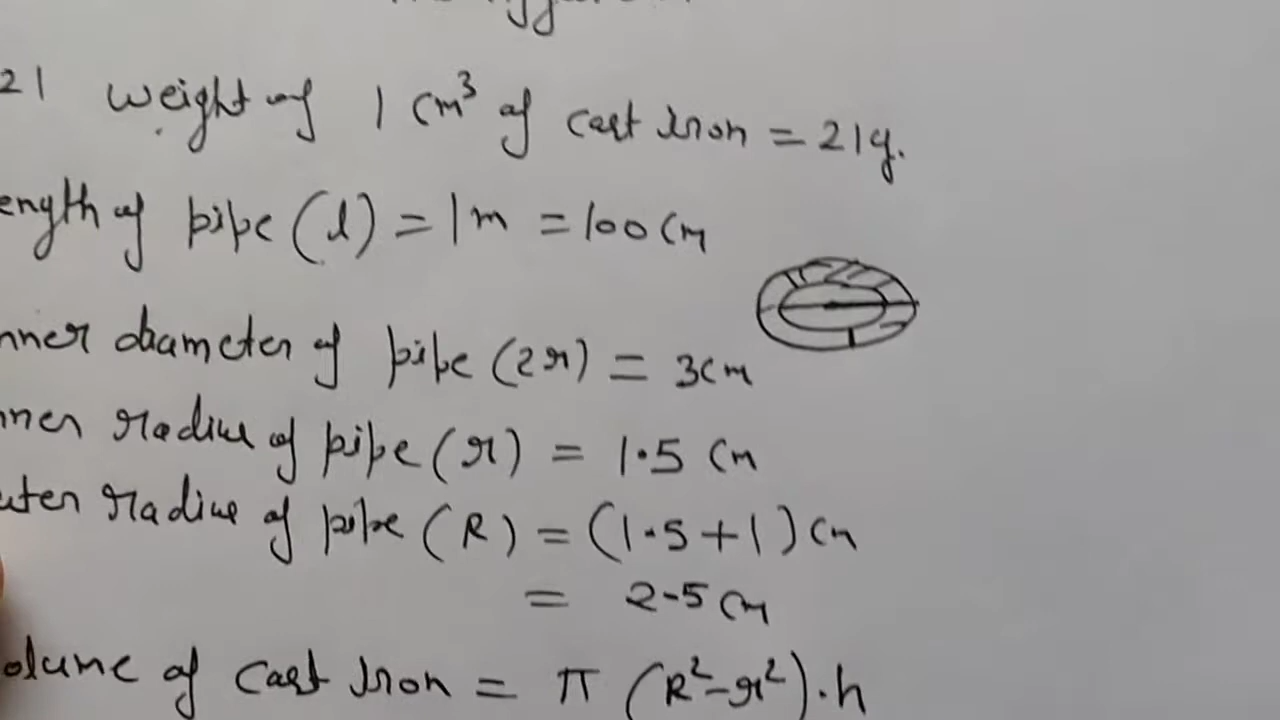 21 weight of 1 cm³ of cast iron = 21g.
ength of pipe (l) = 1m = 100 cm
nner diameter of pipe (2r) = 3cm
nner radius of pipe (r) = 1.5 cm
uter radius of pipe (R) = (1.5+1) cm
= 2.5 cm
olume of cast iron = π (R²-r²).h